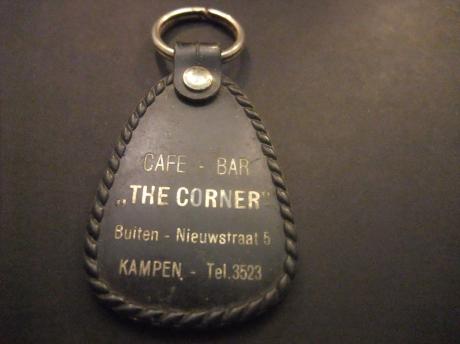 CAFE - BAR
„THE CORNER"
Buiten - Nieuwstraat 5
KAMPEN - Tel.3523